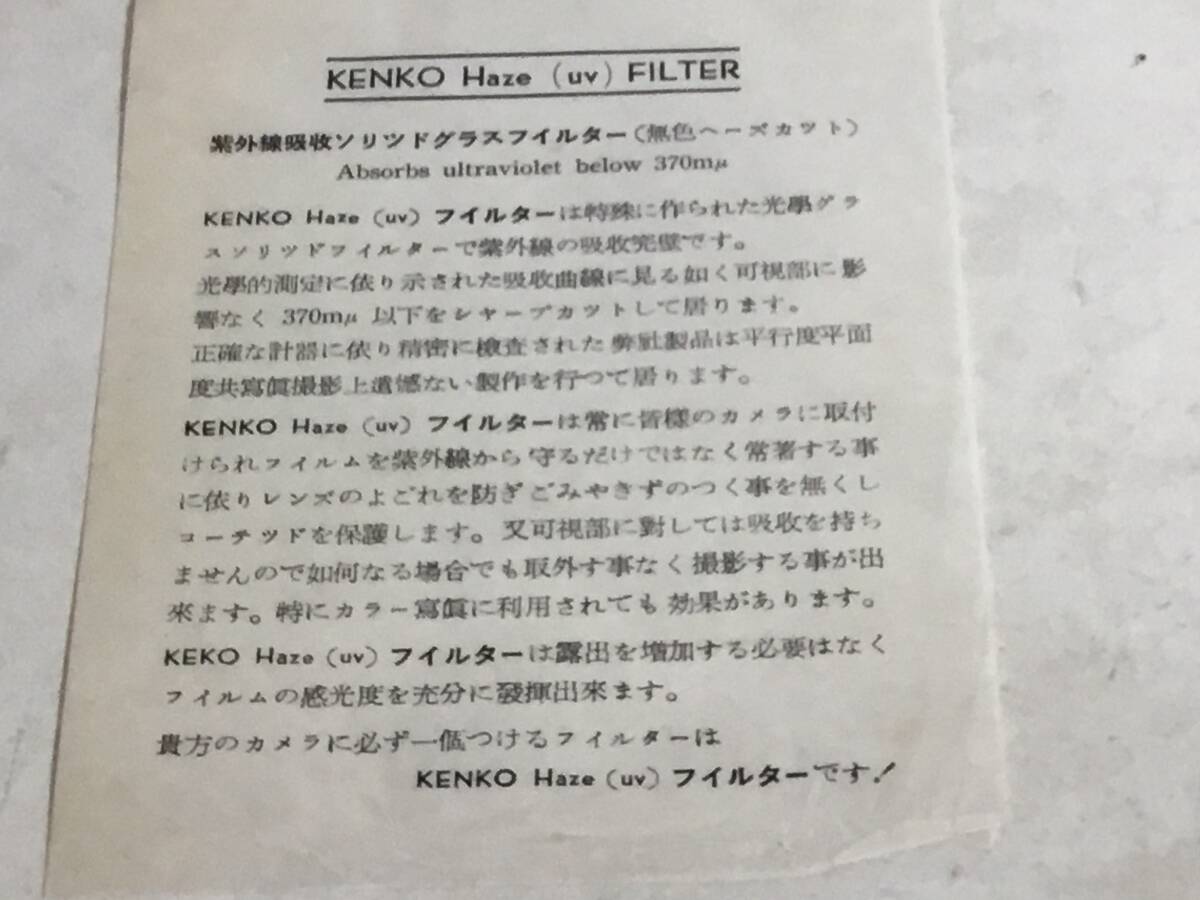 KENKO Haze (uv) FILTER
紫外線吸收ソリツドグラスフイルター(無色ヘーズカツト)
Absorbs ultraviolet below 370mμ
KENKO Haze (uv) フイルターは特殊に作られた光學グラ
スソリツドフイルターで紫外線の吸收完璧です。
光學的測定に依り示された吸收曲線に見る如く可視部に影
響なく 370mμ 以下をシヤープカツトして居ります。
正確な計器に依り精密に檢査された弊社製品は平行度平面
度共寫眞撮影上遺憾ない製作を行つて居ります。
KENKO Haze (uv) フイルターは常に皆樣のカメラに取付
けられフイルムを紫外線から守るだけではなく常著する事
に依りレンズのよごれを防ぎごみやきずのつく事を無くし
コーテツドを保護します。又可視部に對しては吸收を持ち
ませんので如何なる場合でも取外す事なく撮影する事が出
來ます。特にカラー寫眞に利用されても効果があります。
KEKO Haze (uv) フイルターは露出を増加する必要はなく
フイルムの感光度を充分に發揮出來ます。
貴方のカメラに必ず一個つけるフイルターは
KENKO Haze (uv) フイルターです!